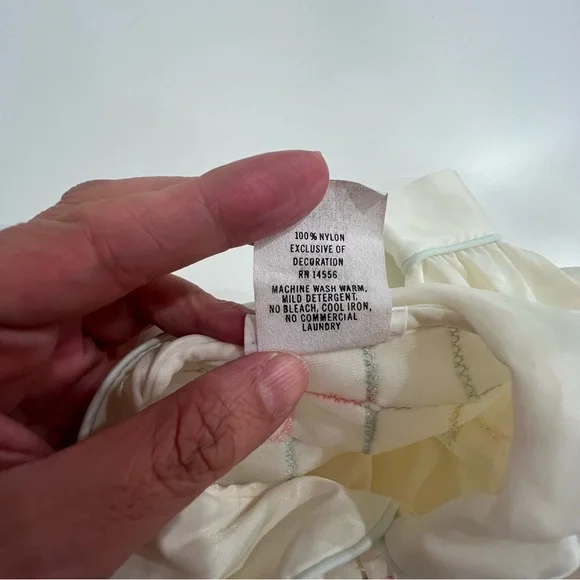 100% NYLON
EXCLUSIVE OF
DECORATION
RN 14556
MACHINE WASH WARM,
MILD DETERGENT,
NO BLEACH, COOL IRON,
NO COMMERCIAL
LAUNDRY